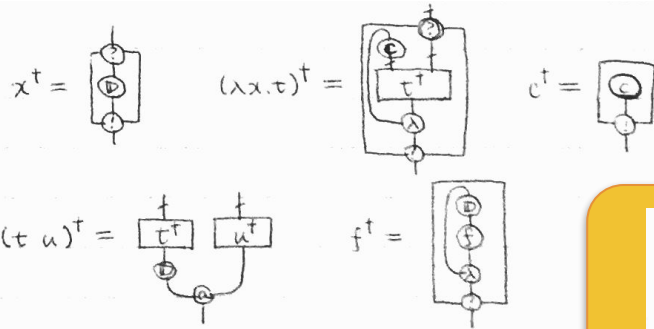 x† = ? D !
(λx.t)† = ? C t† λ ?
c† = c !
(t u)† = t† u† D @
f† = D f λ !